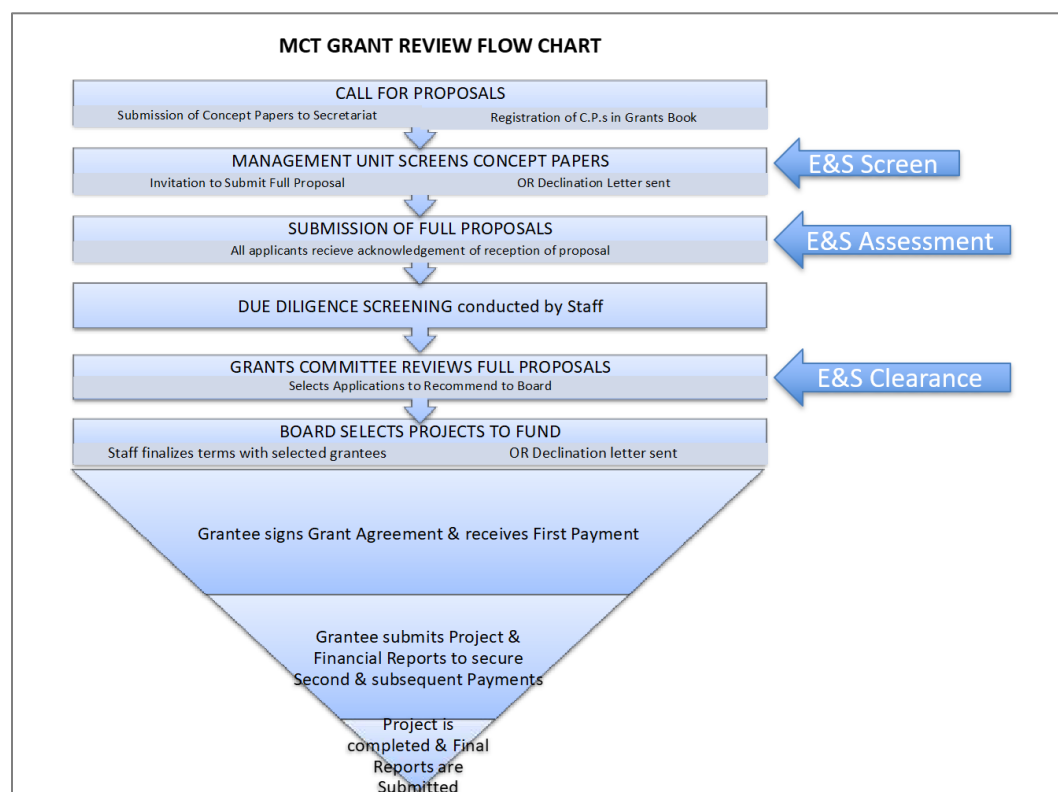 MCT GRANT REVIEW FLOW CHART
CALL FOR PROPOSALS
Submission of Concept Papers to Secretariat
Registration of C.P.s in Grants Book
MANAGEMENT UNIT SCREENS CONCEPT PAPERS
Invitation to Submit Full Proposal
OR Declination Letter sent
E&S Screen
SUBMISSION OF FULL PROPOSALS
All applicants recieve acknowledgement of reception of proposal
E&S Assessment
DUE DILIGENCE SCREENING conducted by Staff
GRANTS COMMITTEE REVIEWS FULL PROPOSALS
Selects Applications to Recommend to Board
E&S Clearance
BOARD SELECTS PROJECTS TO FUND
Staff finalizes terms with selected grantees
OR Declination letter sent
Grantee signs Grant Agreement & receives First Payment
Grantee submits Project &
Financial Reports to secure
Second & subsequent Payments
Project is
completed & Final
Reports are
Submitted